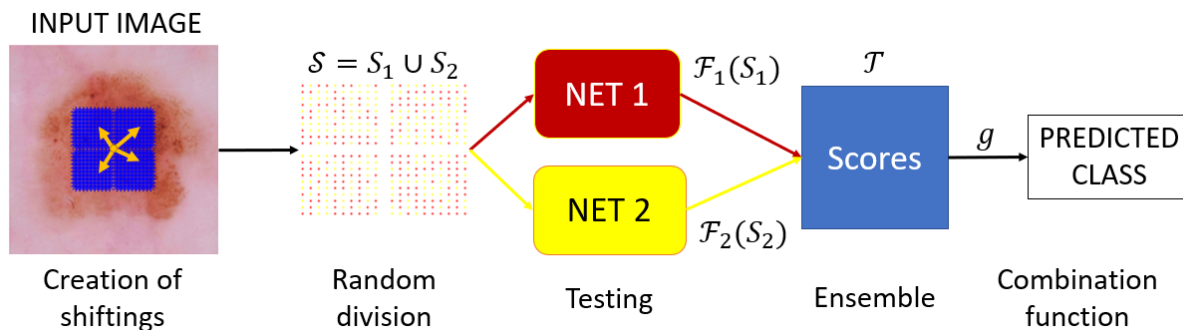 INPUT IMAGE
𝒮 = S₁ ∪ S₂
NET 1
NET 2
ℱ₁(S₁)
ℱ₂(S₂)
𝒯
Scores
g
PREDICTED
CLASS
Creation of
shiftings
Random
division
Testing
Ensemble
Combination
function